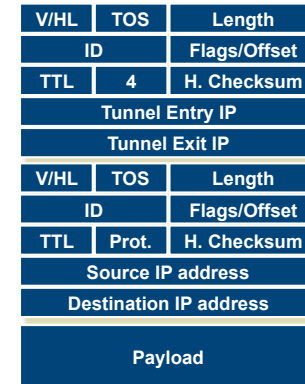 V/HL TOS Length
ID Flags/Offset
TTL 4 H. Checksum
Tunnel Entry IP
Tunnel Exit IP
V/HL TOS Length
ID Flags/Offset
TTL Prot. H. Checksum
Source IP address
Destination IP address
Payload